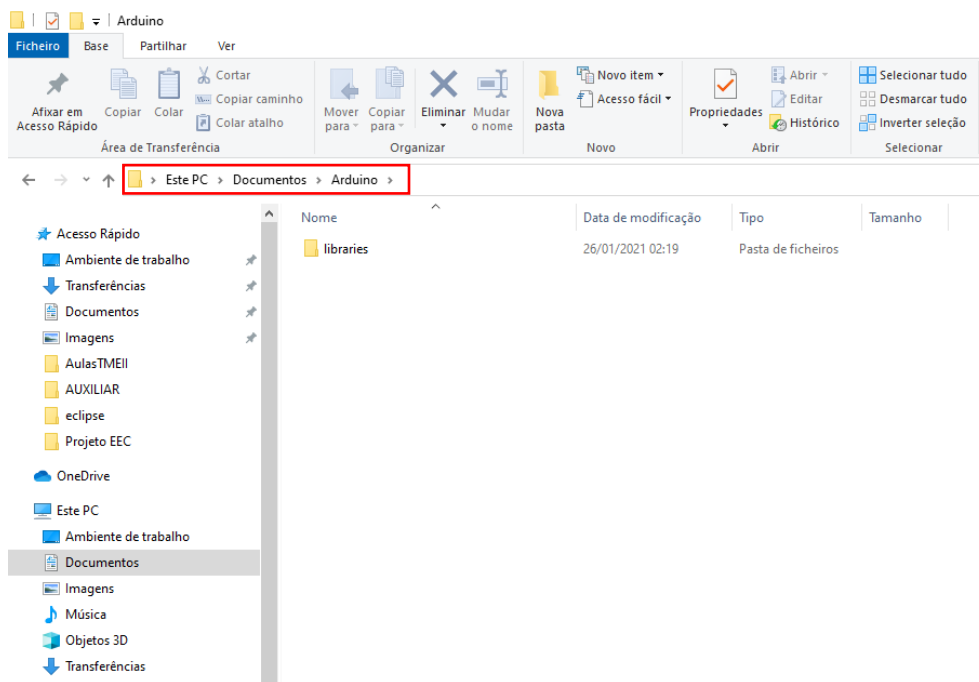 Arduino
Ficheiro Base Partilhar Ver
Afixar em Acesso Rápido
Copiar
Colar
Cortar
Copiar caminho
Colar atalho
Área de Transferência
Mover para
Copiar para
Eliminar
Mudar o nome
Organizar
Nova pasta
Novo item
Acesso fácil
Novo
Propriedades
Abrir
Editar
Histórico
Abrir
Selecionar tudo
Desmarcar tudo
Inverter seleção
Selecionar
Este PC > Documentos > Arduino >
Nome Data de modificação Tipo Tamanho
libraries 26/01/2021 02:19 Pasta de ficheiros
Acesso Rápido
Ambiente de trabalho
Transferências
Documentos
Imagens
AulasTMEII
AUXILIAR
eclipse
Projeto EEC
OneDrive
Este PC
Ambiente de trabalho
Documentos
Imagens
Música
Objetos 3D
Transferências